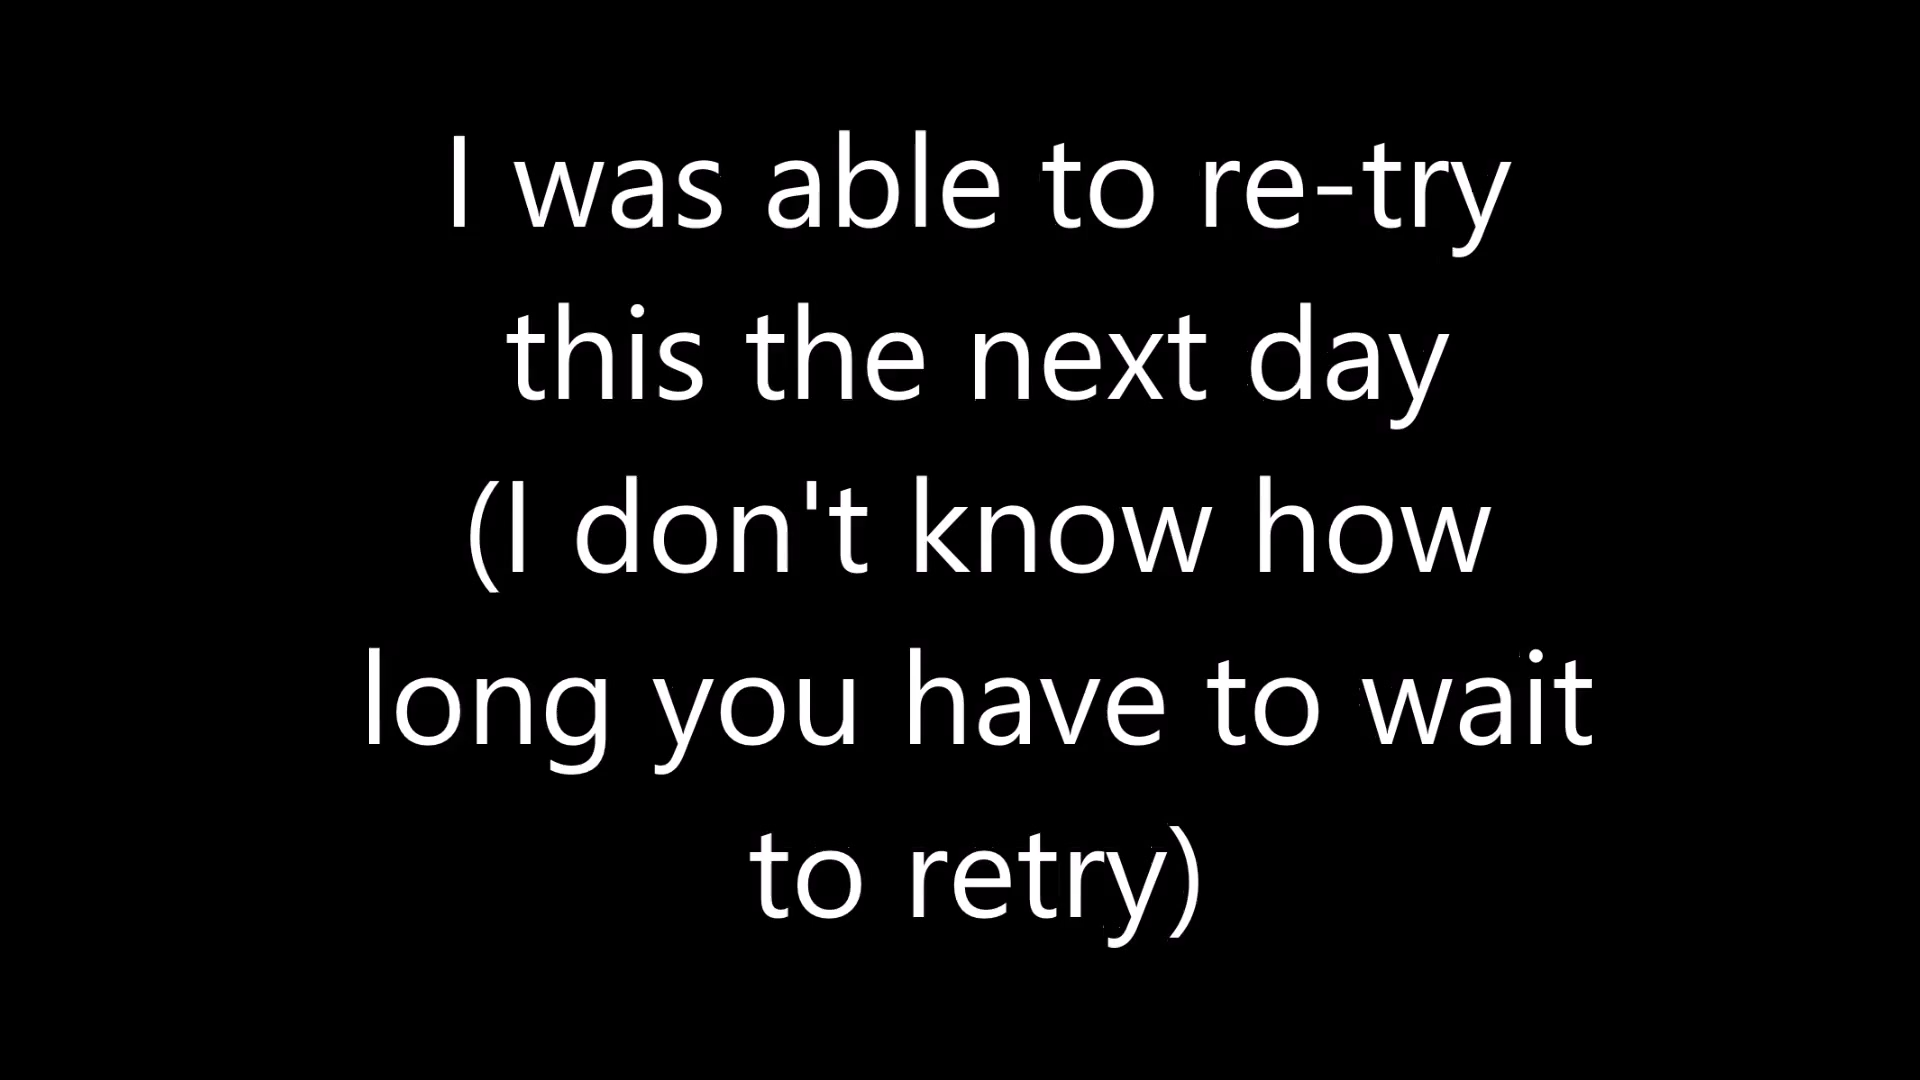 I was able to re-try
this the next day
(I don't know how
long you have to wait
to retry)